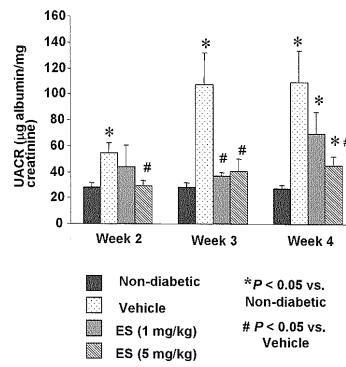 160
140
120
100
80
60
40
20
0
UACR (µg albumin/mg
creatinine)
*
#
*
#
#
*
*
*#
Week 2
Week 3
Week 4
Non-diabetic
Vehicle
ES (1 mg/kg)
ES (5 mg/kg)
*P < 0.05 vs.
Non-diabetic
# P < 0.05 vs.
Vehicle